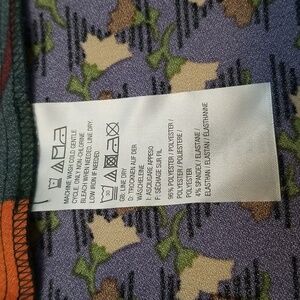 MACHINE WASH COLD GENTLE
CYCLE. ONLY NON-CHLORINE
BLEACH WHEN NEEDED. LINE DRY.
LOW IRON IF NEEDED.
GB: LINE DRY
D: TROCKNEN AUF DER
WÄSCHELEINE
I: ASCIUGARE APPESO
F: SÉCHAGE SUR FIL
96% POLYESTER / POLYESTER
POLYESTER / POLIESTERE /
POLYESTER
4% SPANDEX / ELASTANE /
ELASTHAN / ELASTAN / ELASTHANNE